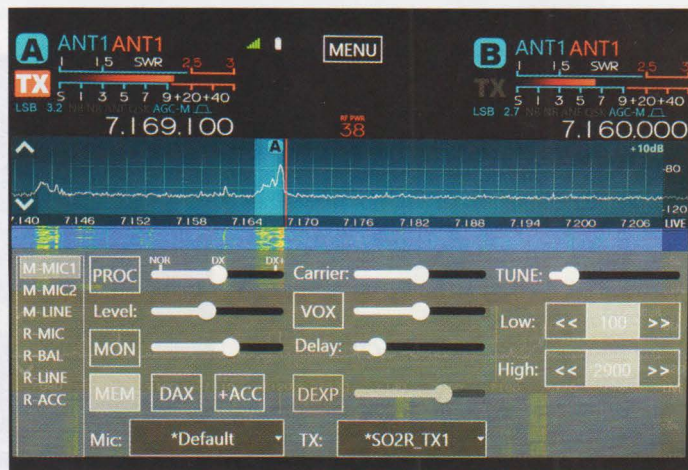 A ANT1 ANT1 MENU B ANT1 ANT1
1 1,5 SWR 2,5 3 1 1,5 SWR 2,5 3
TX S 1 3 5 7 9+20+40 TX S 1 3 5 7 9+20+40
LSB 3.2 AGC-M LSB 2.7 AGC-M
7.169.100 RF PWR 38 7.160.000
A +10dB
-80
-120
7.140 7.146 7.152 7.158 7.164 7.170 7.176 7.182 7.188 7.194 7.200 7.206 LIVE
M-MIC1 PROC NOR DX DX+ Carrier: TUNE:
M-MIC2
M-LINE Level: VOX Low: << 100 >>
R-MIC
R-BAL MON Delay: High: << 2900 >>
R-LINE
R-ACC MEM DAX +ACC DEXP
Mic: *Default TX: *SO2R_TX1